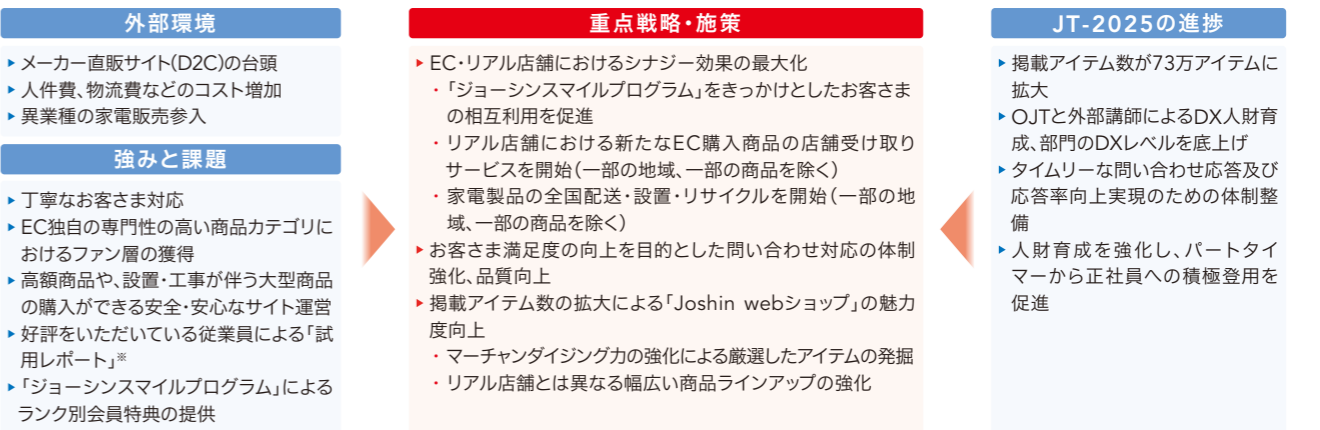 外部環境
▶メーカー直販サイト(D2C)の台頭
▶人件費、物流費などのコスト増加
▶異業種の家電販売参入
強みと課題
▶丁寧なお客さま対応
▶EC独自の専門性の高い商品カテゴリに
おけるファン層の獲得
▶高額商品や、設置・工事が伴う大型商品
の購入ができる安全・安心なサイト運営
▶好評をいただいている従業員による「試
用レポート」※
▶「ジョーシンスマイルプログラム」による
ランク別会員特典の提供
重点戦略・施策
▶EC・リアル店舗におけるシナジー効果の最大化
・「ジョーシンスマイルプログラム」をきっかけとしたお客さま
の相互利用を促進
・リアル店舗における新たなEC購入商品の店舗受け取り
サービスを開始(一部の地域、一部の商品を除く)
・家電製品の全国配送・設置・リサイクルを開始(一部の地
域、一部の商品を除く)
▶お客さま満足度の向上を目的とした問い合わせ対応の体制
強化、品質向上
▶掲載アイテム数の拡大による「Joshin webショップ」の魅力
度向上
・マーチャンダイジング力の強化による厳選したアイテムの発掘
・リアル店舗とは異なる幅広い商品ラインアップの強化
JT-2025の進捗
▶掲載アイテム数が73万アイテムに
拡大
▶OJTと外部講師によるDX人財育
成、部門のDXレベルを底上げ
▶タイムリーな問い合わせ応答及び
応答率向上実現のための体制整
備
▶人財育成を強化し、パートタイ
マーから正社員への積極登用を
促進